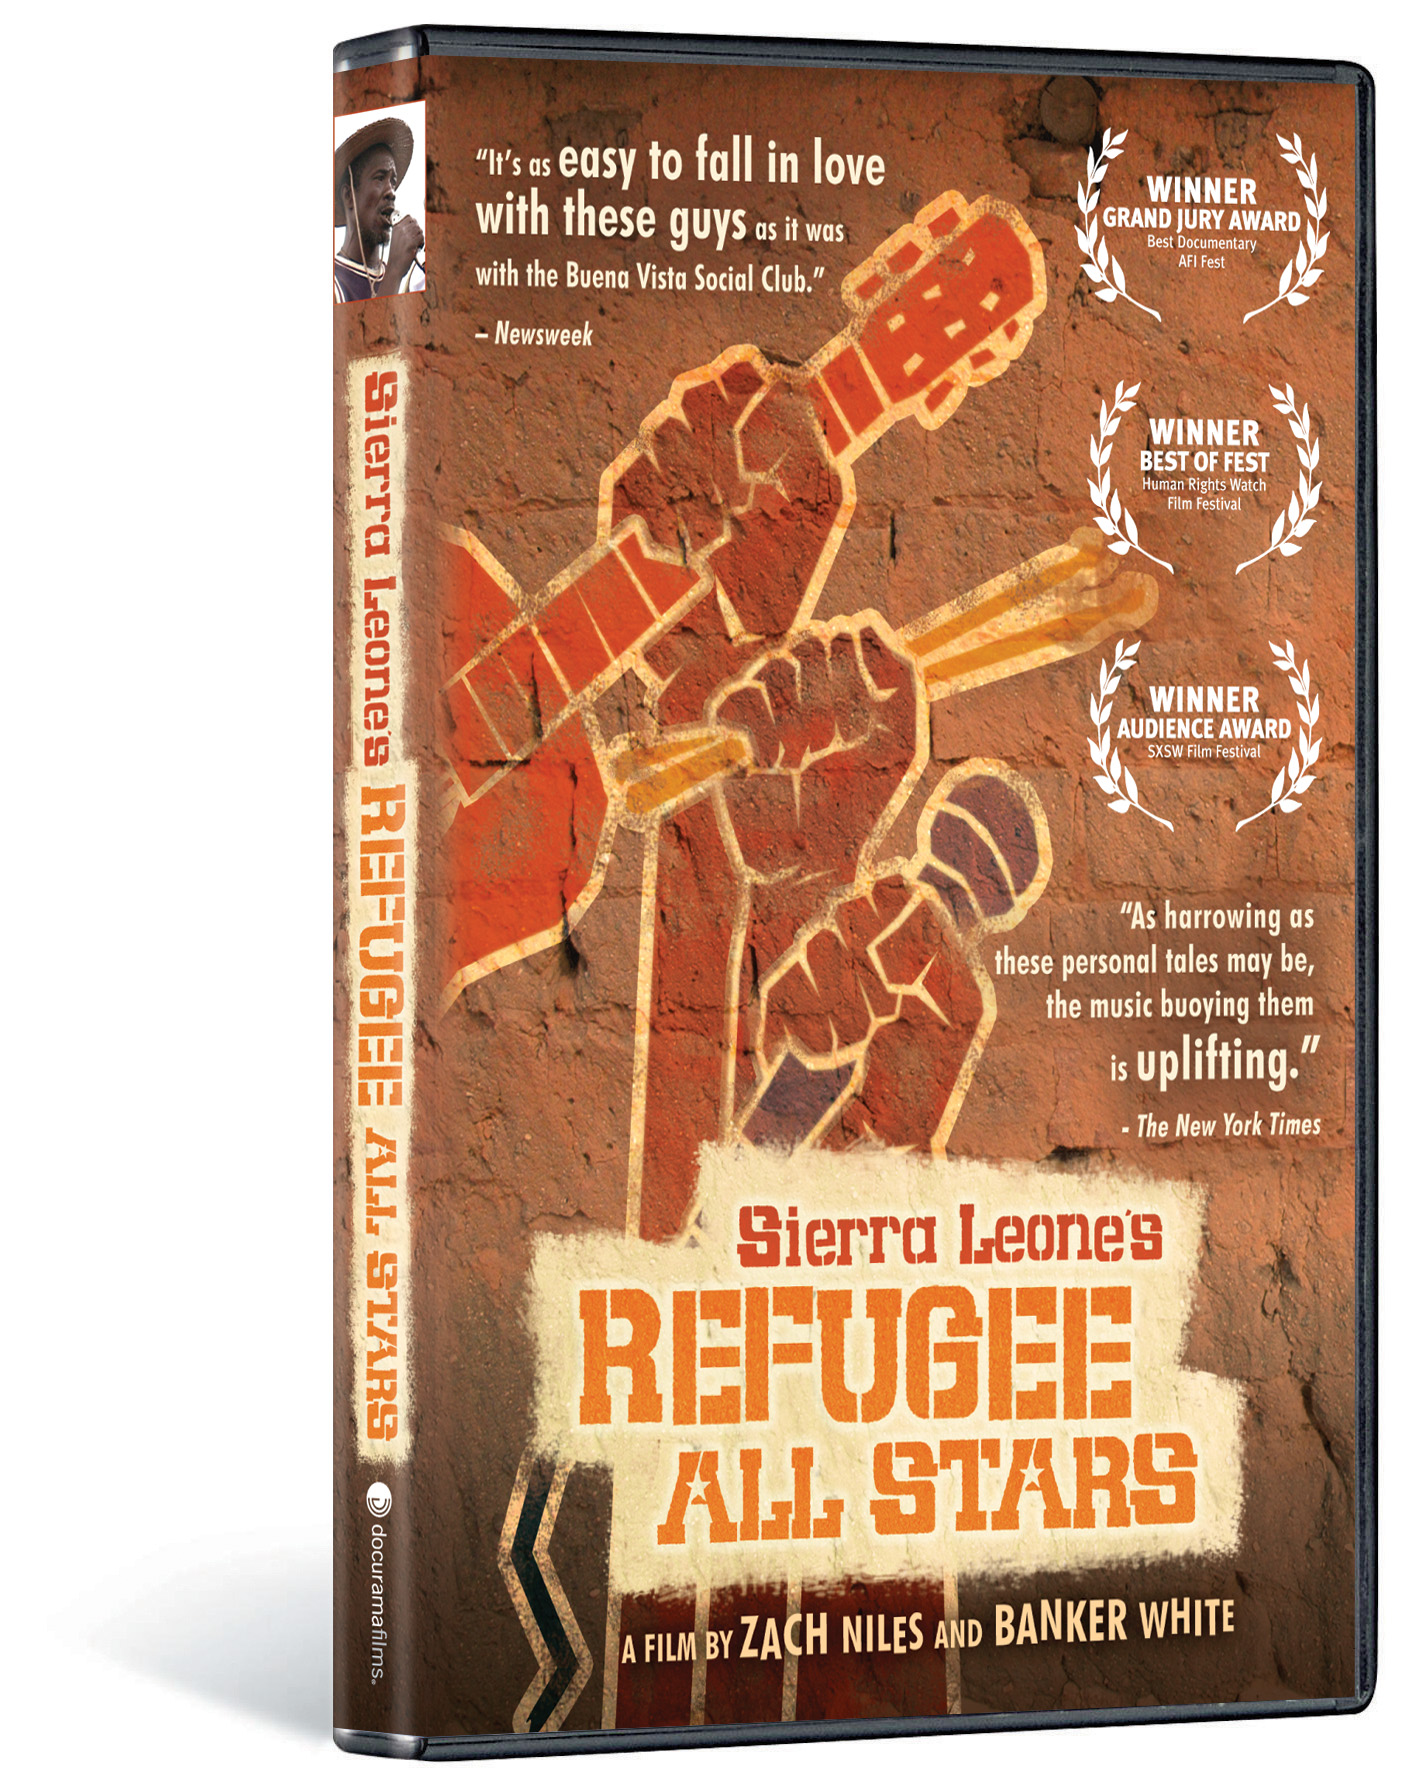 “It’s as easy to fall in love
with these guys as it was
with the Buena Vista Social Club.”
– Newsweek
WINNER
GRAND JURY AWARD
Best Documentary
AFI Fest
WINNER
BEST OF FEST
Human Rights Watch
Film Festival
WINNER
AUDIENCE AWARD
SXSW Film Festival
“As harrowing as
these personal tales may be,
the music buoying them
is uplifting.”
- The New York Times
Sierra Leone's
REFUGEE
ALL STARS
A FILM BY ZACH NILES AND BANKER WHITE
Sierra Leone's REFUGEE ALL STARS
docuramafilms.